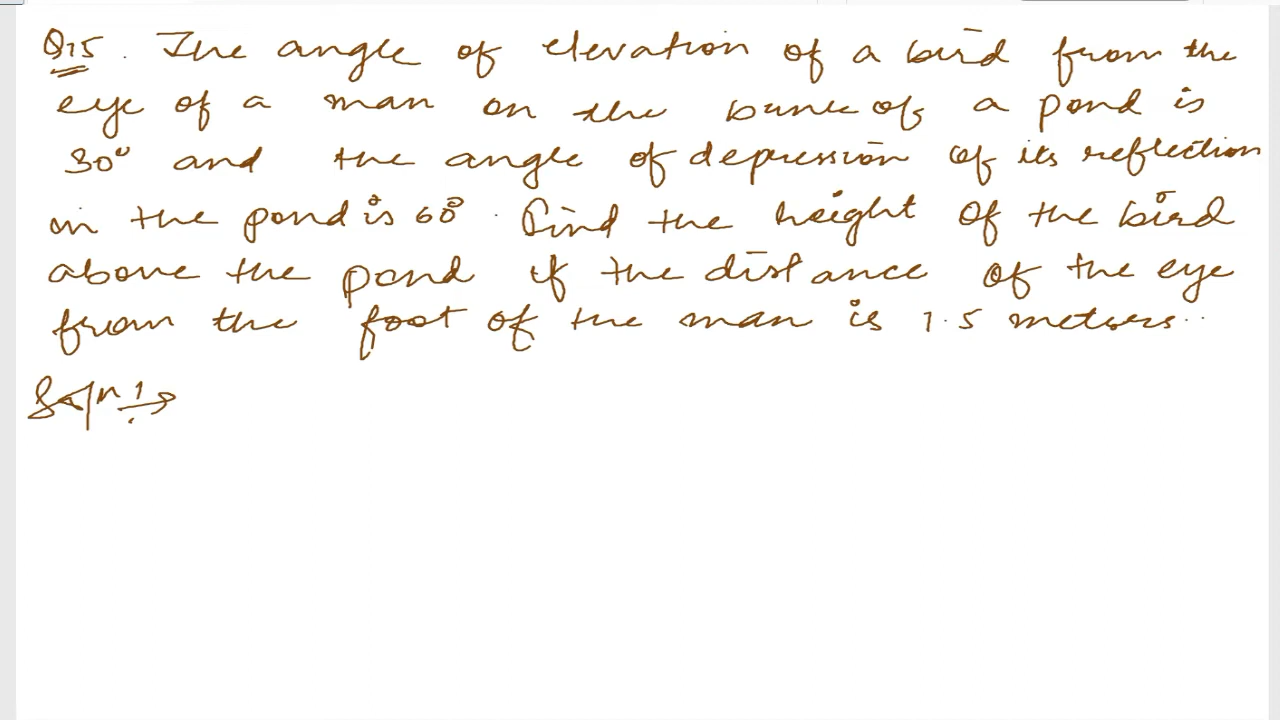 Q15. The angle of elevation of a bird from the
eye of a man on the bank of a pond is
30° and the angle of depression of its reflection
in the pond is 60°. Find the height of the bird
above the pond if the distance of the eye
from the foot of the man is 1.5 meters.
Soln :→